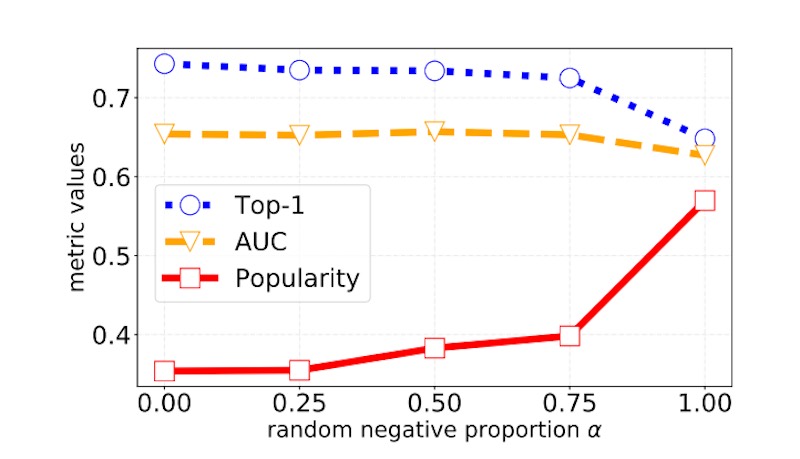 metric values
0.7
0.6
0.5
0.4
Top-1
AUC
Popularity
0.00 0.25 0.50 0.75 1.00
random negative proportion α